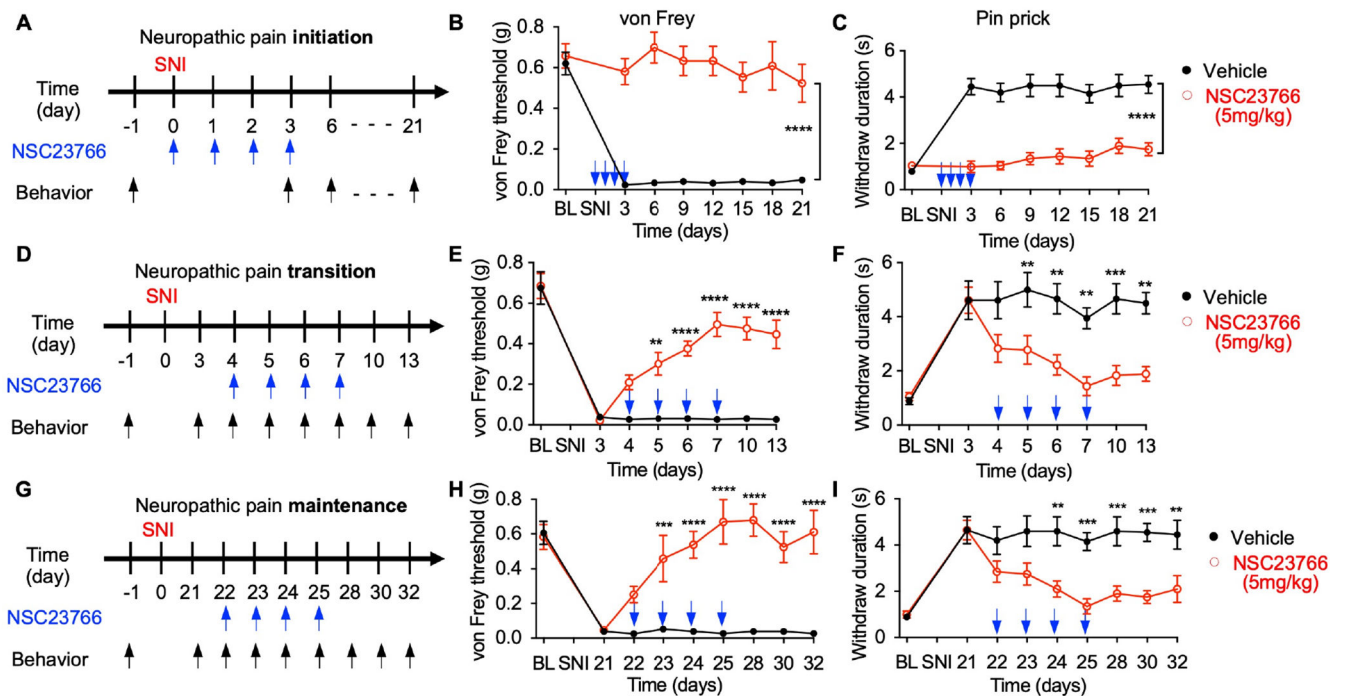 A
Neuropathic pain initiation
SNI
Time
(day)
-1 0 1 2 3 6 - - - 21
NSC23766
Behavior - - -
B
von Frey
von Frey threshold (g)
0.8
0.6
0.4
0.2
0.0
****
BL SNI 3 6 9 12 15 18 21
Time (days)
C
Pin prick
Withdraw duration (s)
6
4
2
0
****
BL SNI 3 6 9 12 15 18 21
Time (days)
Vehicle
NSC23766
(5mg/kg)
D
Neuropathic pain transition
SNI
Time
(day)
-1 0 3 4 5 6 7 10 13
NSC23766
Behavior
E
von Frey threshold (g)
0.8
0.6
0.4
0.2
0.0
** **** **** **** ****
BL SNI 3 4 5 6 7 10 13
Time (days)
F
Withdraw duration (s)
6
4
2
0
** ** ** *** **
BL SNI 3 4 5 6 7 10 13
Time (days)
Vehicle
NSC23766
(5mg/kg)
G
Neuropathic pain maintenance
SNI
Time
(day)
-1 0 21 22 23 24 25 28 30 32
NSC23766
Behavior
H
von Frey threshold (g)
0.8
0.6
0.4
0.2
0.0
*** **** **** **** **** ****
BL SNI 21 22 23 24 25 28 30 32
Time (days)
I
Withdraw duration (s)
6
4
2
0
** *** *** *** **
BL SNI 21 22 23 24 25 28 30 32
Time (days)
Vehicle
NSC23766
(5mg/kg)